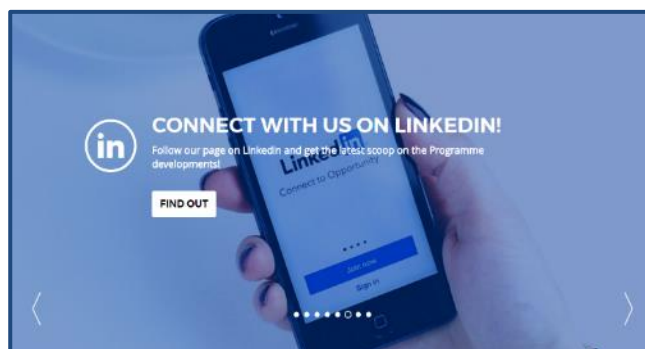 in
CONNECT WITH US ON LINKEDIN!
Follow our page on Linkedin and get the latest scoop on the Programme
developments!
LinkedIn
Connect to Opportunity
FIND OUT
Join now
Sign in